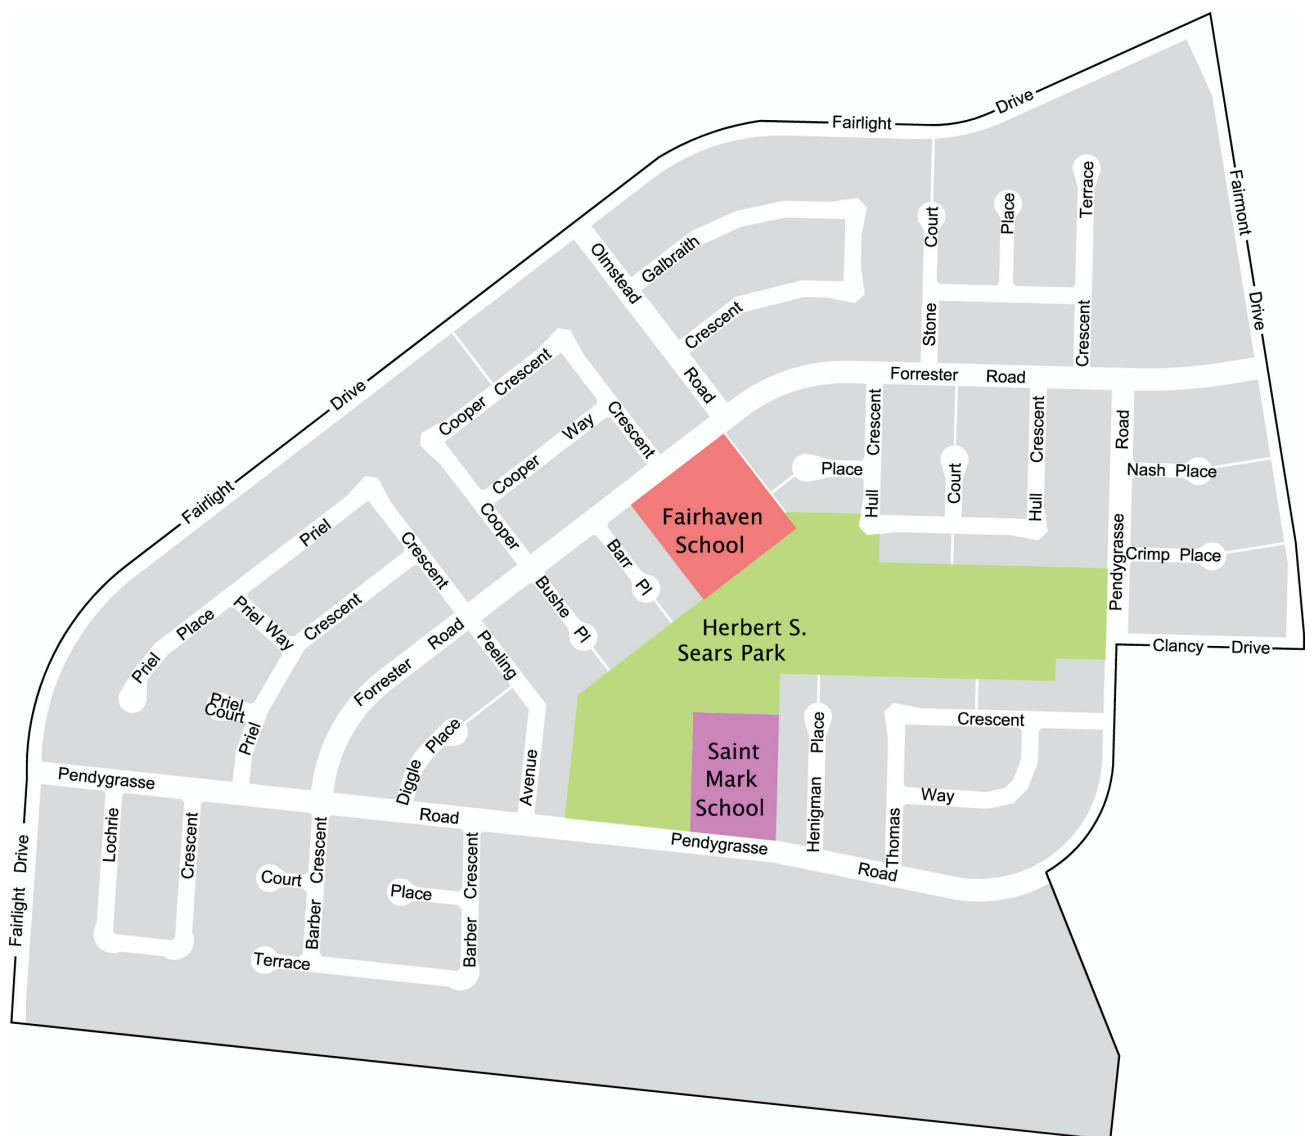 Fairlight
Drive
Fairmont
Drive
Court
Place
Terrace
Galbraith
Olmstead
Stone
Crescent
Crescent
Crescent
Cooper
Drive
Road
Forrester
Road
Crescent
Crescent
Crescent
Road
Way
Cooper
Place
Court
Nash Place
Fairlight
Fairhaven
School
Hull
Hull
Cooper
Priel
Crescent
Barr Pl
Pendygrasse
Crimp Place
Bushe Pl
Priel Way
Crescent
Place
Road
Herbert S.
Sears Park
Peeling
Clancy
Drive
Priel
Forrester
Priel
Court
Priel
Place
Diggle
Crescent
Place
Saint
Mark
School
Avenue
Pendygrasse
Way
Road
Henigman
Thomas
Pendygrasse
Road
Lochrie
Crescent
Crescent
Crescent
Drive
Fairlight
Court
Place
Barber
Barber
Terrace